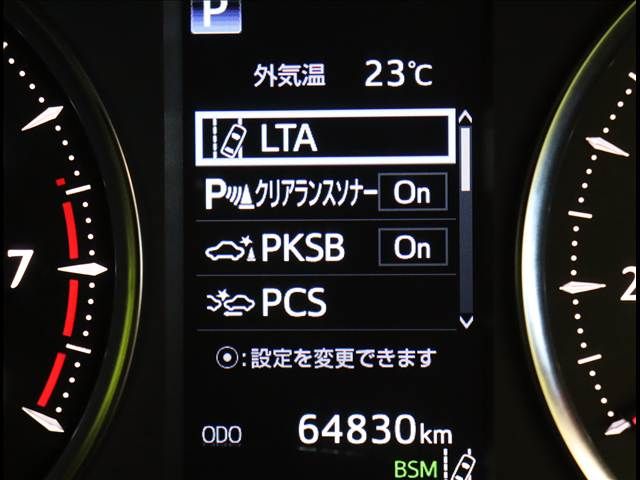 P
外気温 23℃
LTA
P クリアランスソナー On
PKSB On
PCS
7
:設定を変更できます
ODO 64830km
BSM